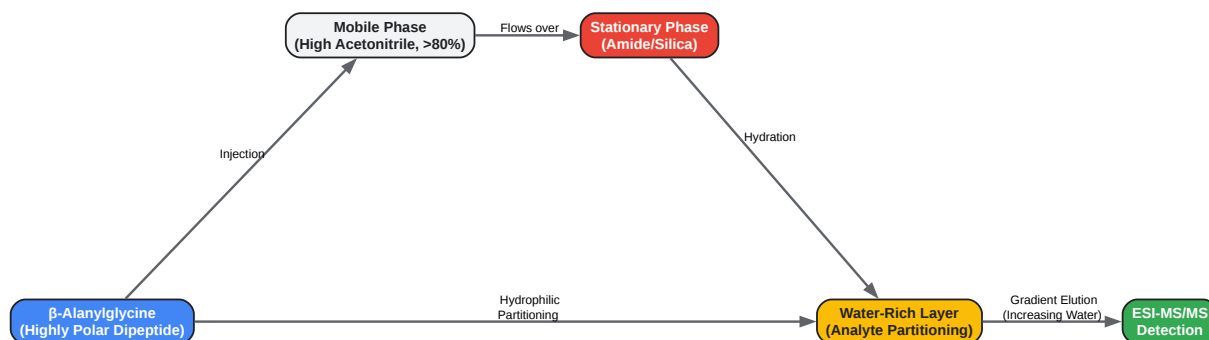 Mobile Phase
(High Acetonitrile, >80%)
Flows over
Stationary Phase
(Amide/Silica)
Injection
Hydration
β-Alanylglycine
(Highly Polar Dipeptide)
Hydrophilic
Partitioning
Water-Rich Layer
(Analyte Partitioning)
Gradient Elution
(Increasing Water)
ESI-MS/MS
Detection